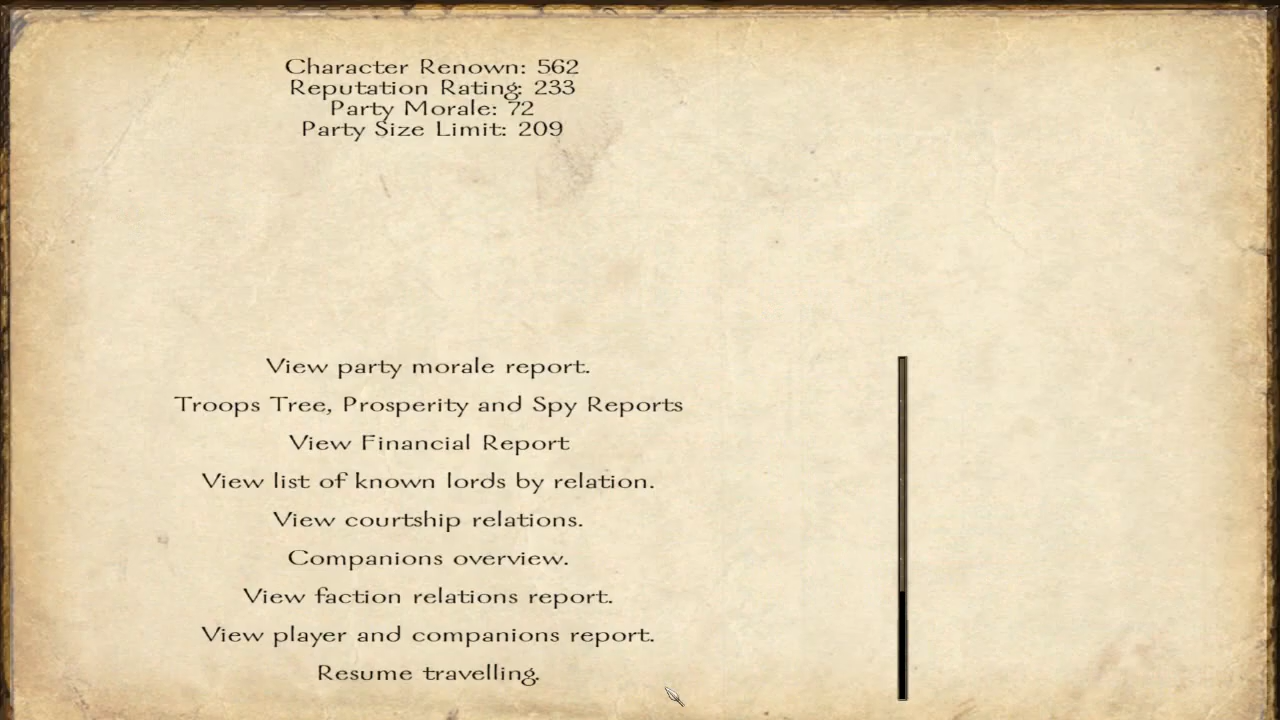 Character Renown: 562
Reputation Rating: 233
Party Morale: 72
Party Size Limit: 209
View party morale report.
Troops Tree, Prosperity and Spy Reports
View Financial Report
View list of known lords by relation.
View courtship relations.
Companions overview.
View faction relations report.
View player and companions report.
Resume travelling.